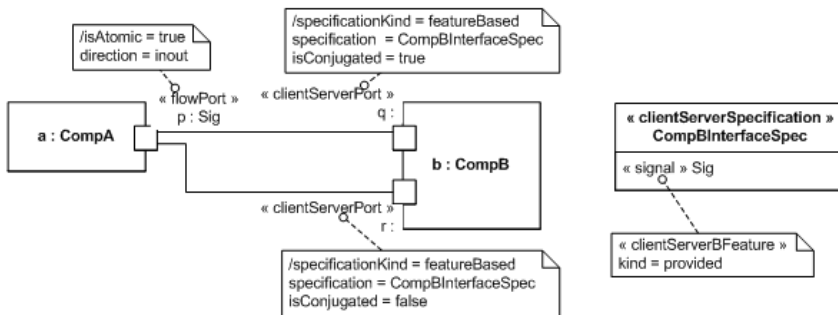 /isAtomic = true
direction = inout
/specificationKind = featureBased
specification  = CompBInterfaceSpec
isConjugated = true
« flowPort »
p : Sig
« clientServerPort »
q :
a : CompA
b : CompB
« clientServerPort »
r :
/specificationKind = featureBased
specification = CompBInterfaceSpec
isConjugated = false
« clientServerSpecification »
CompBInterfaceSpec
« signal » Sig
« clientServerBFeature »
kind = provided